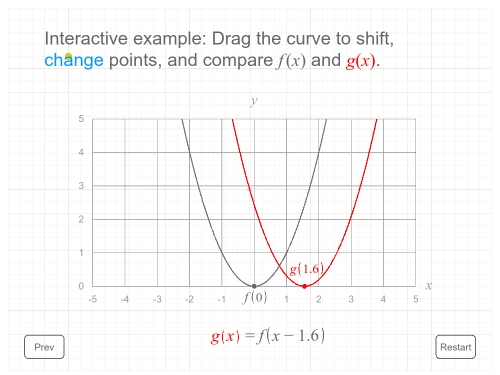 Interactive example: Drag the curve to shift,
change points, and compare f(x) and g(x).
y
5
4
3
2
1
0
g(1.6)
f(0)
x
-5 -4 -3 -2 -1 1 2 3 4 5
g(x) = f(x − 1.6)
Prev
Restart